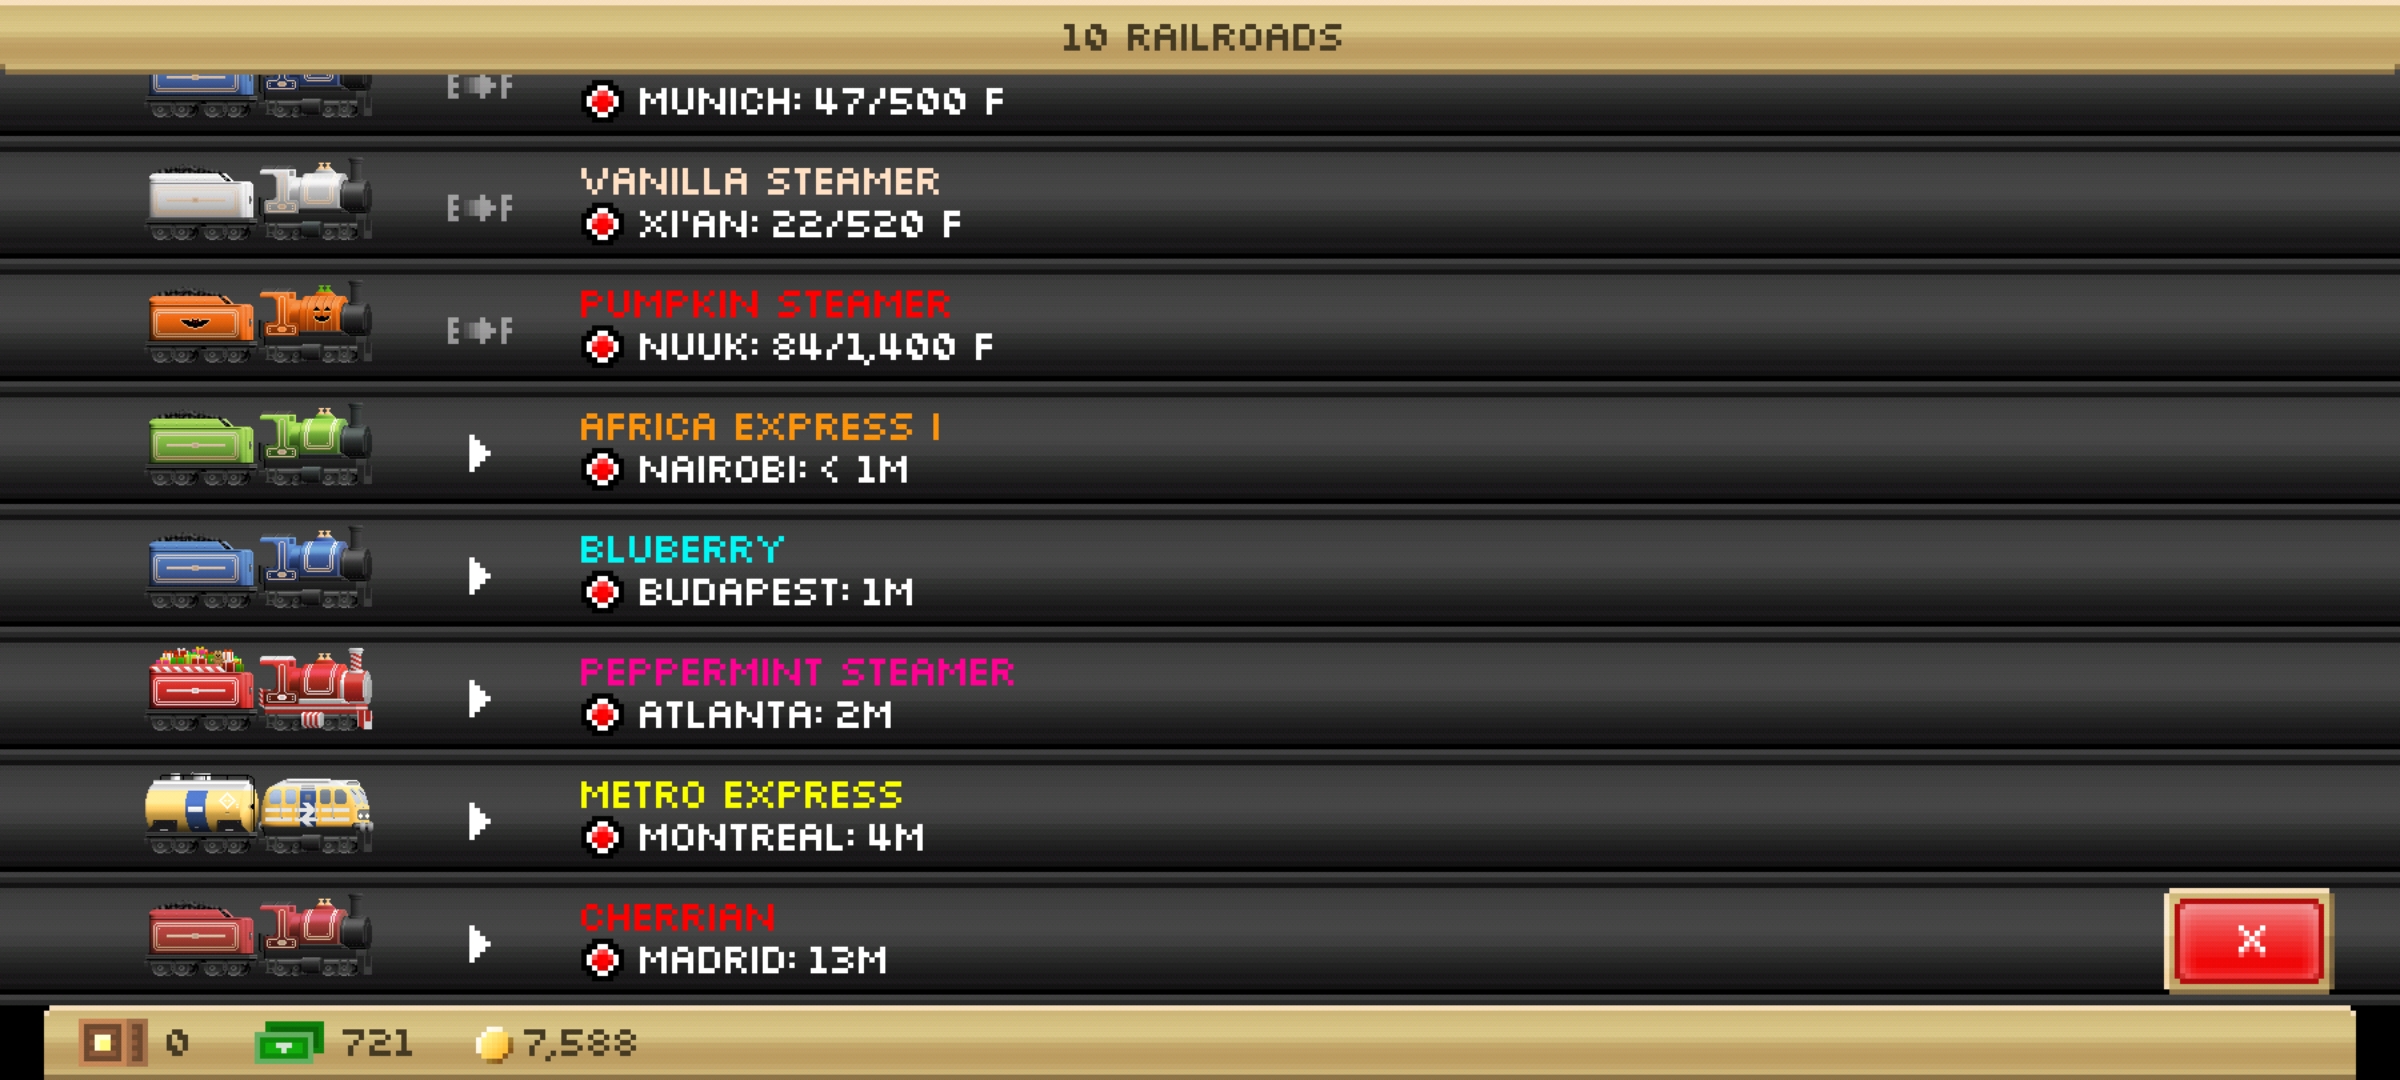 10 RAILROADS
E F
MUNICH: 47/500 F
VANILLA STEAMER
E F
XI'AN: 22/520 F
PUMPKIN STEAMER
E F
NUUK: 84/1,400 F
AFRICA EXPRESS I
NAIROBI: < 1M
BLUBERRY
BUDAPEST: 1M
PEPPERMINT STEAMER
ATLANTA: 2M
METRO EXPRESS
MONTREAL: 4M
CHERRIAN
MADRID: 13M
X
0 721 7,588